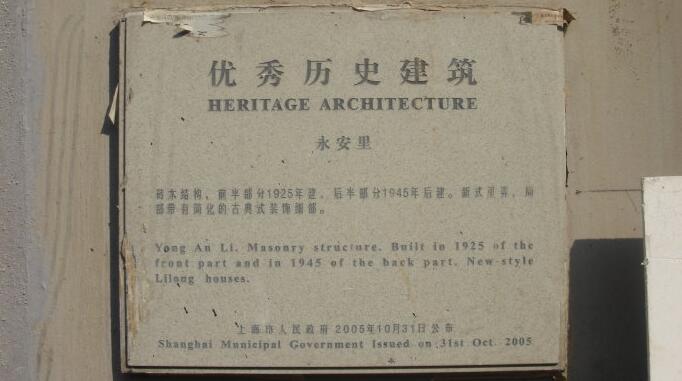 优秀历史建筑
HERITAGE ARCHITECTURE
永安里
砖木结构，前半部分1925年建，后半部分1945年后建。新式里弄，局
部带有简化的古典式装饰细部。
Yong An Li. Masonry structure. Built in 1925 of the
front part and in 1945 of the back part. New-style
Lilong houses.
上海市人民政府 2005年10月31日公布
Shanghai Municipal Government Issued on 31st Oct. 2005